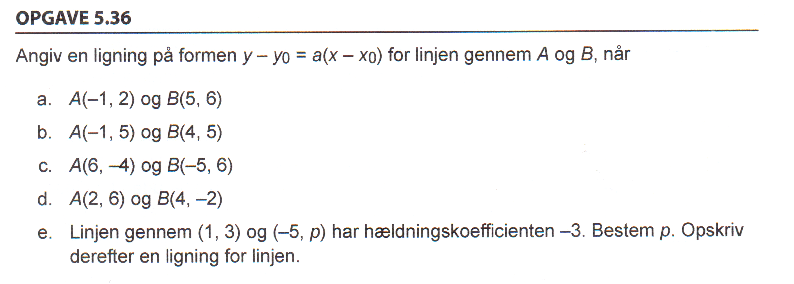 OPGAVE 5.36
Angiv en ligning på formen y – y0 = a(x – x0) for linjen gennem A og B, når
a. A(–1, 2) og B(5, 6)
b. A(–1, 5) og B(4, 5)
c. A(6, –4) og B(–5, 6)
d. A(2, 6) og B(4, –2)
e. Linjen gennem (1, 3) og (–5, p) har hældningskoefficienten –3. Bestem p. Opskriv
derefter en ligning for linjen.